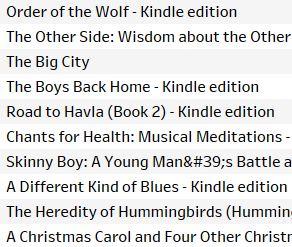 Order of the Wolf - Kindle edition
The Other Side: Wisdom about the Other
The Big City
The Boys Back Home - Kindle edition
Road to Havla (Book 2) - Kindle edition
Chants for Health: Musical Meditations -
Skinny Boy: A Young Man&#39;s Battle a
A Different Kind of Blues - Kindle edition
The Heredity of Hummingbirds (Hummin
A Christmas Carol and Four Other Christm